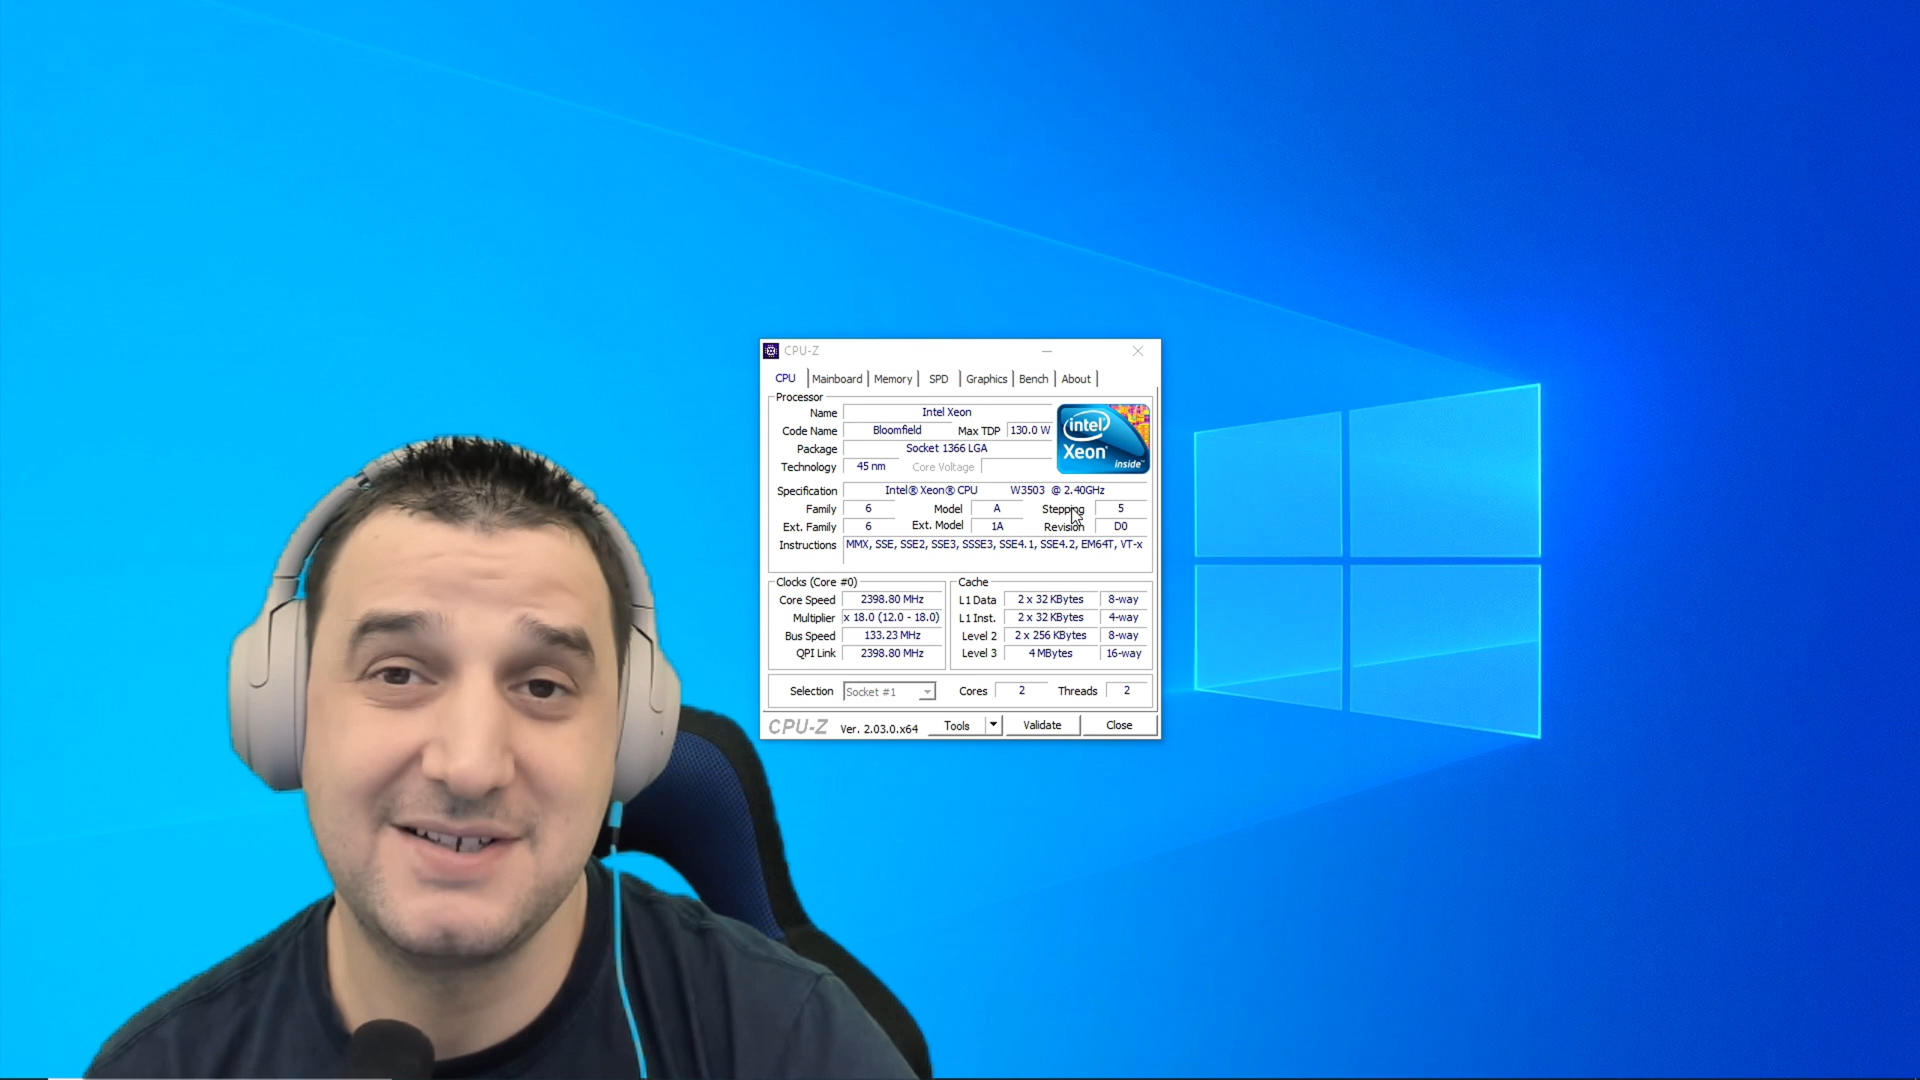 CPU-Z
CPU Mainboard Memory SPD Graphics Bench About
Processor
Name Intel Xeon
Code Name Bloomfield Max TDP 130.0 W
Package Socket 1366 LGA
Technology 45 nm Core Voltage
intel Xeon inside™
Specification Intel® Xeon® CPU W3503 @ 2.40GHz
Family 6 Model A Stepping 5
Ext. Family 6 Ext. Model 1A Revision D0
Instructions MMX, SSE, SSE2, SSE3, SSSE3, SSE4.1, SSE4.2, EM64T, VT-x
Clocks (Core #0) Cache
Core Speed 2398.80 MHz L1 Data 2 x 32 KBytes 8-way
Multiplier x 18.0 (12.0 - 18.0) L1 Inst. 2 x 32 KBytes 4-way
Bus Speed 133.23 MHz Level 2 2 x 256 KBytes 8-way
QPI Link 2398.80 MHz Level 3 4 MBytes 16-way
Selection Socket #1 Cores 2 Threads 2
CPU-Z Ver. 2.03.0.x64 Tools Validate Close